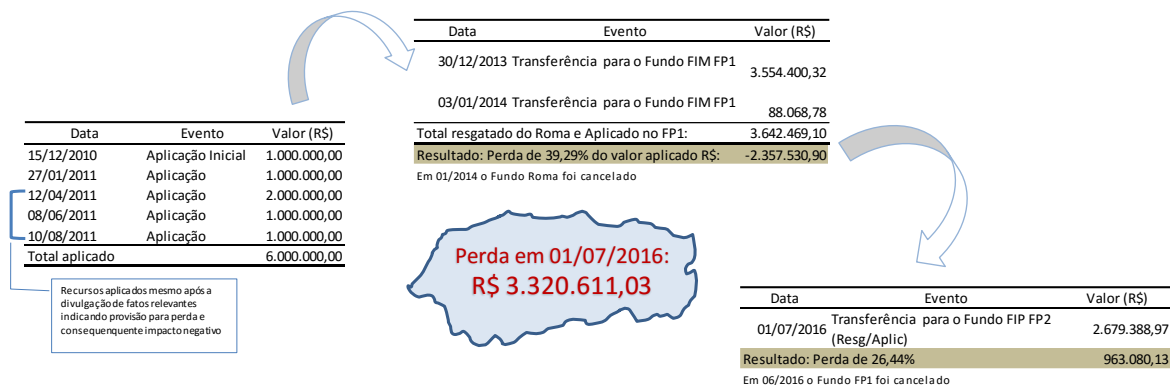 Data Evento Valor (R$)
15/12/2010 Aplicação Inicial 1.000.000,00
27/01/2011 Aplicação 1.000.000,00
12/04/2011 Aplicação 2.000.000,00
08/06/2011 Aplicação 1.000.000,00
10/08/2011 Aplicação 1.000.000,00
Total aplicado 6.000.000,00
Recursos aplicados mesmo após a
divulgação de fatos relevantes
indicando provisão para perda e
consequenquente impacto negativo
Data Evento Valor (R$)
30/12/2013 Transferência para o Fundo FIM FP1 3.554.400,32
03/01/2014 Transferência para o Fundo FIM FP1 88.068,78
Total resgatado do Roma e Aplicado no FP1: 3.642.469,10
Resultado: Perda de 39,29% do valor aplicado R$: -2.357.530,90
Em 01/2014 o Fundo Roma foi cancelado
Perda em 01/07/2016:
R$ 3.320.611,03
Data Evento Valor (R$)
01/07/2016 Transferência para o Fundo FIP FP2 2.679.388,97
(Resg/Aplic)
Resultado: Perda de 26,44% 963.080,13
Em 06/2016 o Fundo FP1 foi cancelado